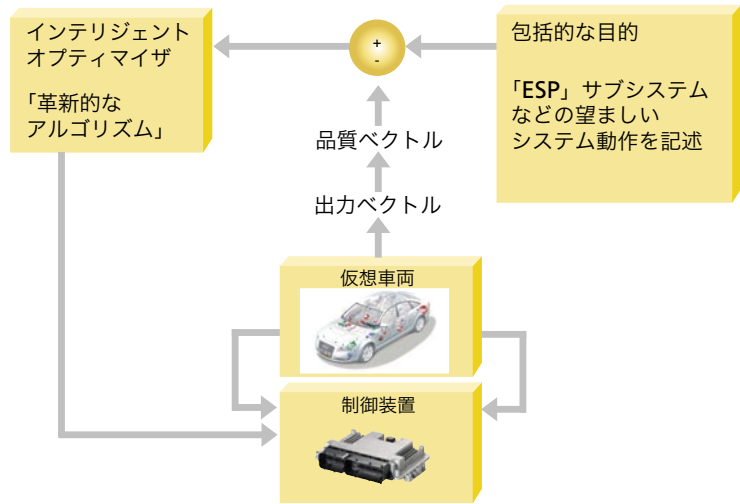 インテリジェント
オプティマイザ
「革新的な
アルゴリズム」
+
-
包括的な目的
「ESP」サブシステム
などの望ましい
システム動作を記述
品質ベクトル
出力ベクトル
仮想車両
制御装置